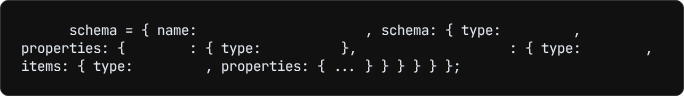 schema = { name: , schema: { type: ,
properties: { : { type: }, : { type: ,
items: { type: , properties: { ... } } } } } };